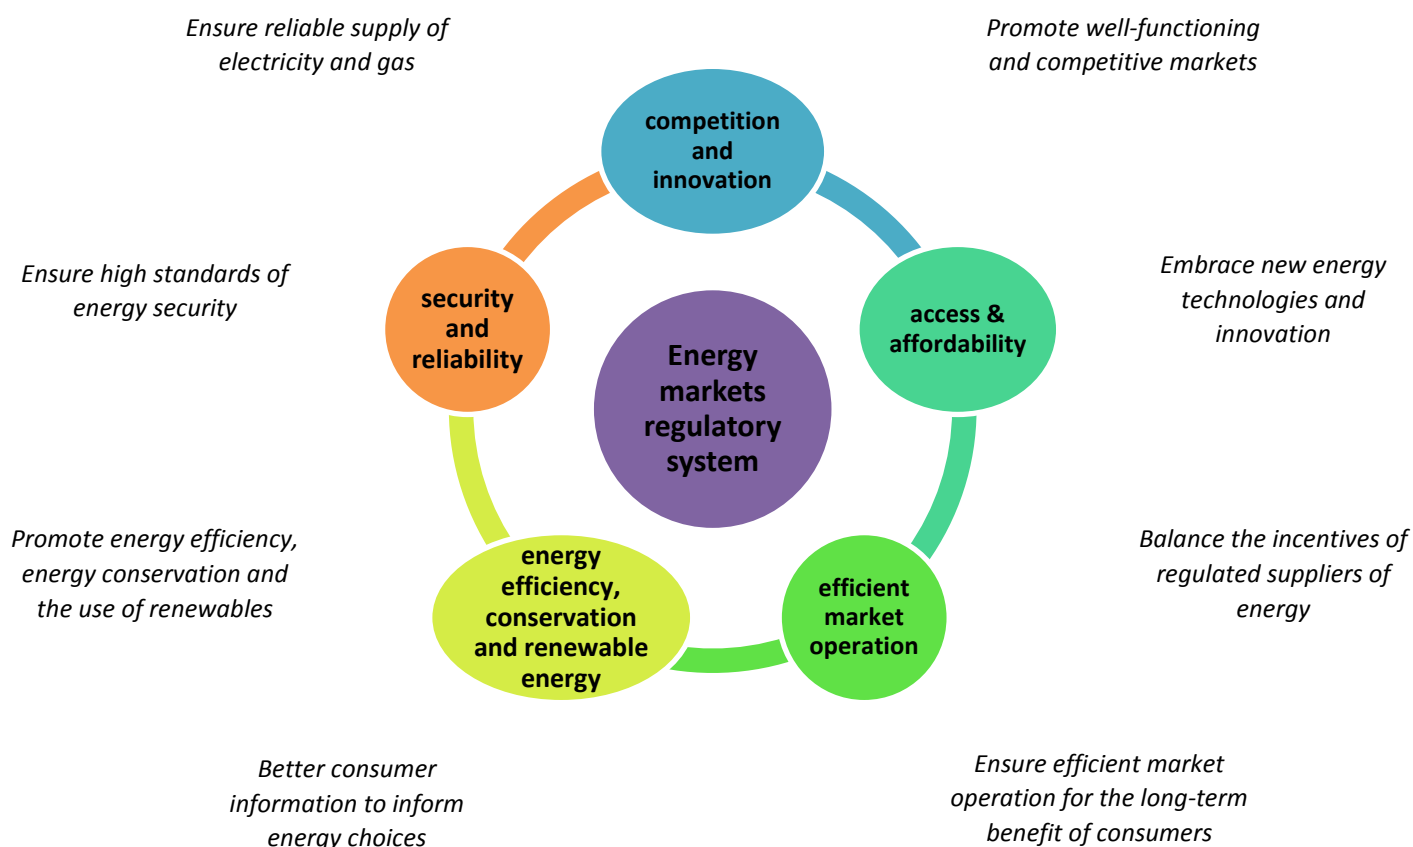 Ensure reliable supply of
electricity and gas
Promote well-functioning
and competitive markets
competition
and
innovation
Ensure high standards of
energy security
security
and
reliability
access &
affordability
Embrace new energy
technologies and
innovation
Energy
markets
regulatory
system
Promote energy efficiency,
energy conservation and
the use of renewables
energy
efficiency,
conservation
and renewable
energy
efficient
market
operation
Balance the incentives of
regulated suppliers of
energy
Better consumer
information to inform
energy choices
Ensure efficient market
operation for the long-term
benefit of consumers